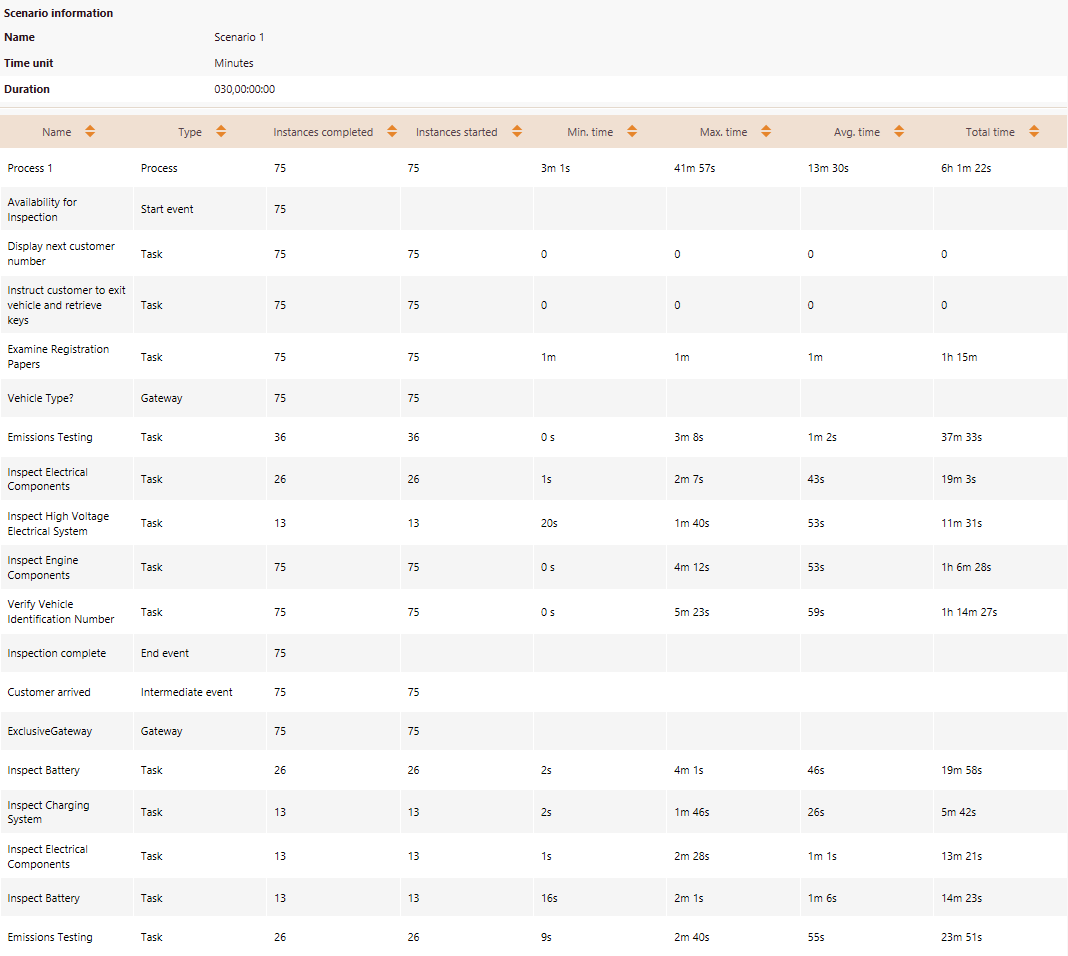 Scenario information
Name Scenario 1
Time unit Minutes
Duration 030,00:00:00
Name Type Instances completed Instances started Min. time Max. time Avg. time Total time
Process 1 Process 75 75 3m 1s 41m 57s 13m 30s 6h 1m 22s
Availability for
Inspection Start event 75
Display next customer
number Task 75 75 0 0 0 0
Instruct customer to exit
vehicle and retrieve
keys Task 75 75 0 0 0 0
Examine Registration
Papers Task 75 75 1m 1m 1m 1h 15m
Vehicle Type? Gateway 75 75
Emissions Testing Task 36 36 0 s 3m 8s 1m 2s 37m 33s
Inspect Electrical
Components Task 26 26 1s 2m 7s 43s 19m 3s
Inspect High Voltage
Electrical System Task 13 13 20s 1m 40s 53s 11m 31s
Inspect Engine
Components Task 75 75 0 s 4m 12s 53s 1h 6m 28s
Verify Vehicle
Identification Number Task 75 75 0 s 5m 23s 59s 1h 14m 27s
Inspection complete End event 75
Customer arrived Intermediate event 75 75
ExclusiveGateway Gateway 75 75
Inspect Battery Task 26 26 2s 4m 1s 46s 19m 58s
Inspect Charging
System Task 13 13 2s 1m 46s 26s 5m 42s
Inspect Electrical
Components Task 13 13 1s 2m 28s 1m 1s 13m 21s
Inspect Battery Task 13 13 16s 2m 1s 1m 6s 14m 23s
Emissions Testing Task 26 26 9s 2m 40s 55s 23m 51s